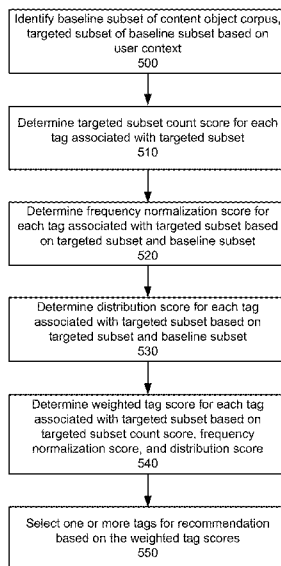 Identify baseline subset of content object corpus,
targeted subset of baseline subset based on
user context
500
Determine targeted subset count score for each
tag associated with targeted subset
510
Determine frequency normalization score for
each tag associated with targeted subset based
on targeted subset and baseline subset
520
Determine distribution score for each tag
associated with targeted subset based on
targeted subset and baseline subset
530
Determine weighted tag score for each tag
associated with targeted subset based on
targeted subset count score, frequency
normalization score, and distribution score
540
Select one or more tags for recommendation
based on the weighted tag scores
550